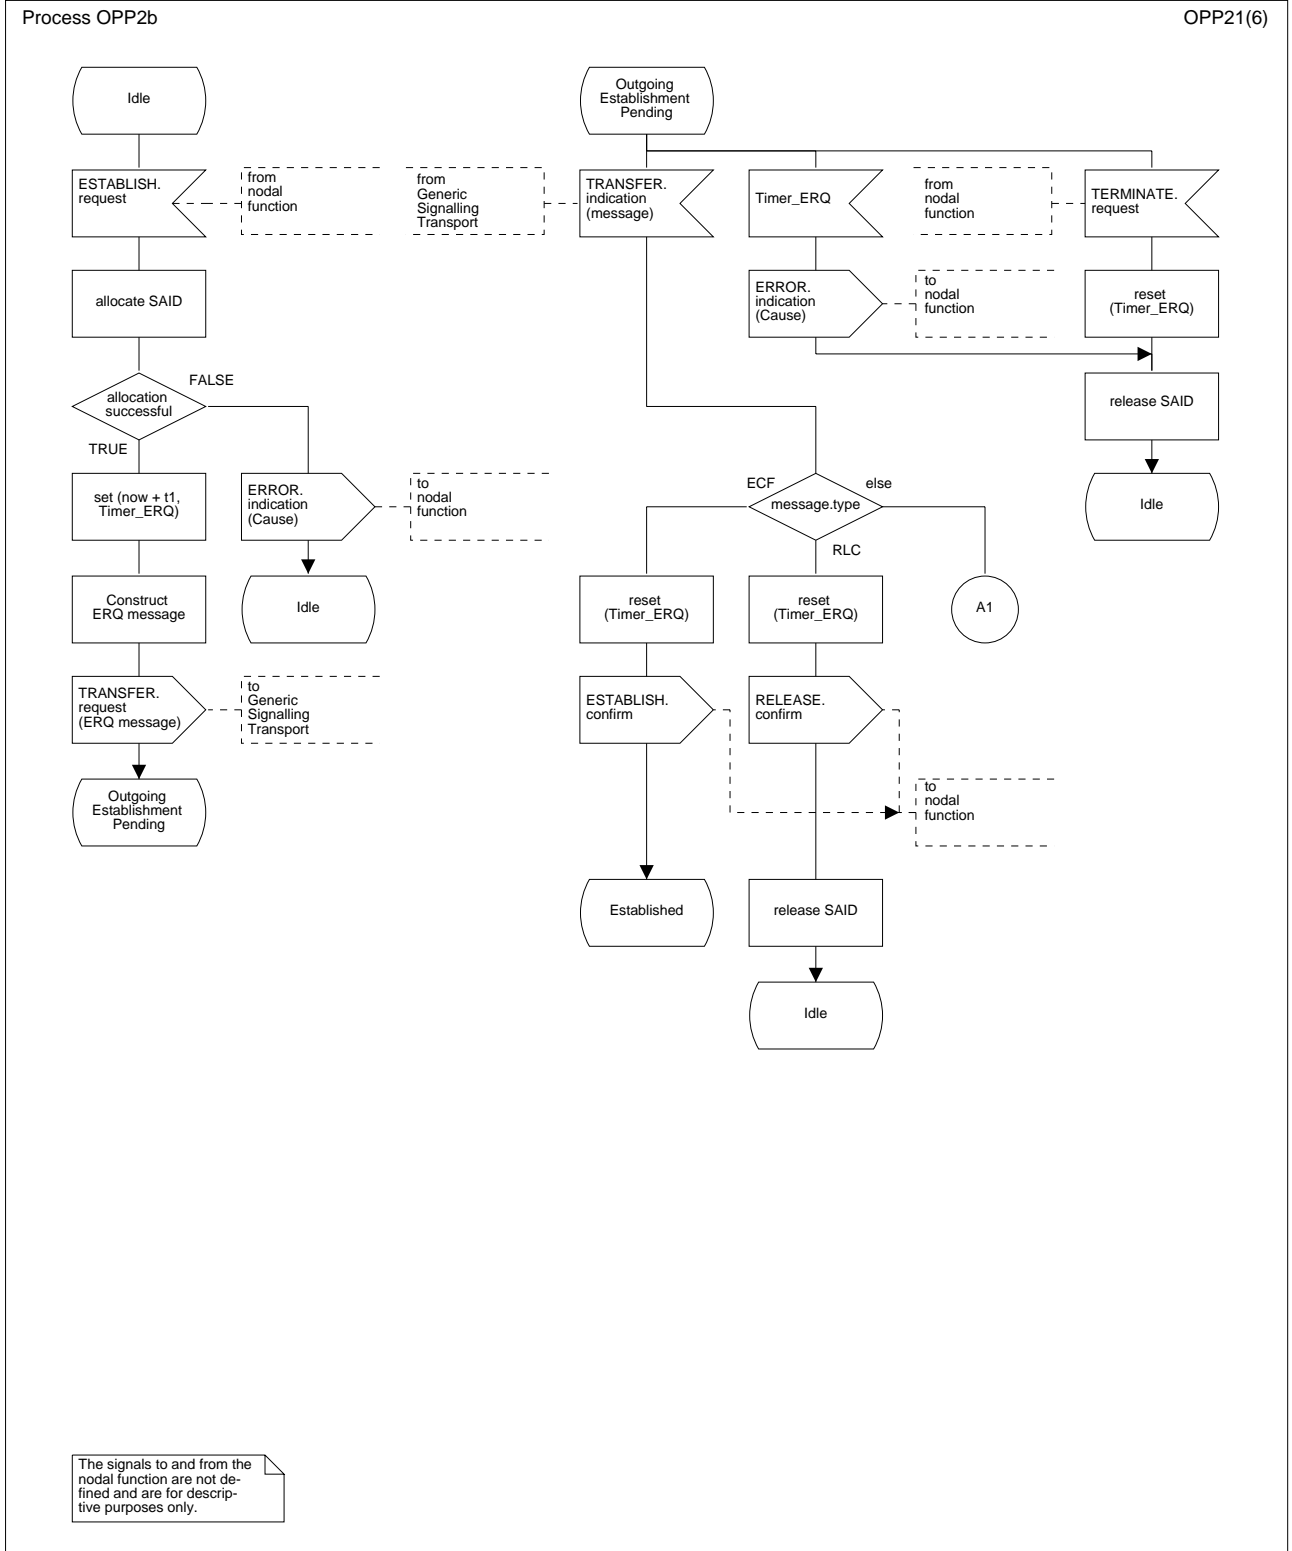 Process OPP2b
OPP21(6)
Idle
ESTABLISH.
request
from
nodal
function
allocate SAID
allocation
successful
FALSE
TRUE
set (now + t1,
Timer_ERQ)
ERROR.
indication
(Cause)
to
nodal
function
Construct
ERQ message
Idle
TRANSFER.
request
(ERQ message)
to
Generic
Signalling
Transport
Outgoing
Establishment
Pending
Outgoing
Establishment
Pending
from
Generic
Signalling
Transport
TRANSFER.
indication
(message)
Timer_ERQ
from
nodal
function
TERMINATE.
request
ERROR.
indication
(Cause)
to
nodal
function
reset
(Timer_ERQ)
release SAID
Idle
ECF
message.type
else
RLC
reset
(Timer_ERQ)
reset
(Timer_ERQ)
A1
ESTABLISH.
confirm
RELEASE.
confirm
to
nodal
function
Established
release SAID
Idle
The signals to and from the
nodal function are not de-
fined and are for descrip-
tive purposes only.